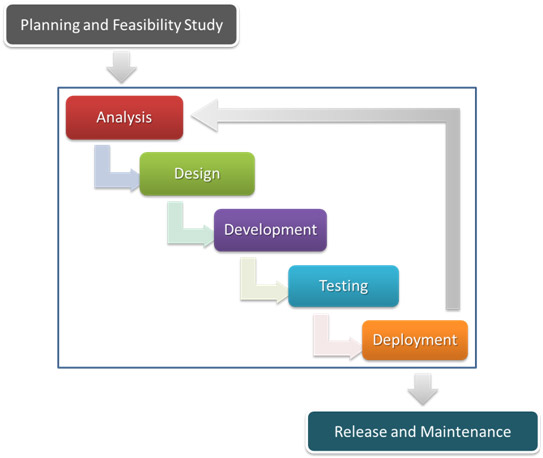 Planning and Feasibility Study
Analysis
Design
Development
Testing
Deployment
Release and Maintenance